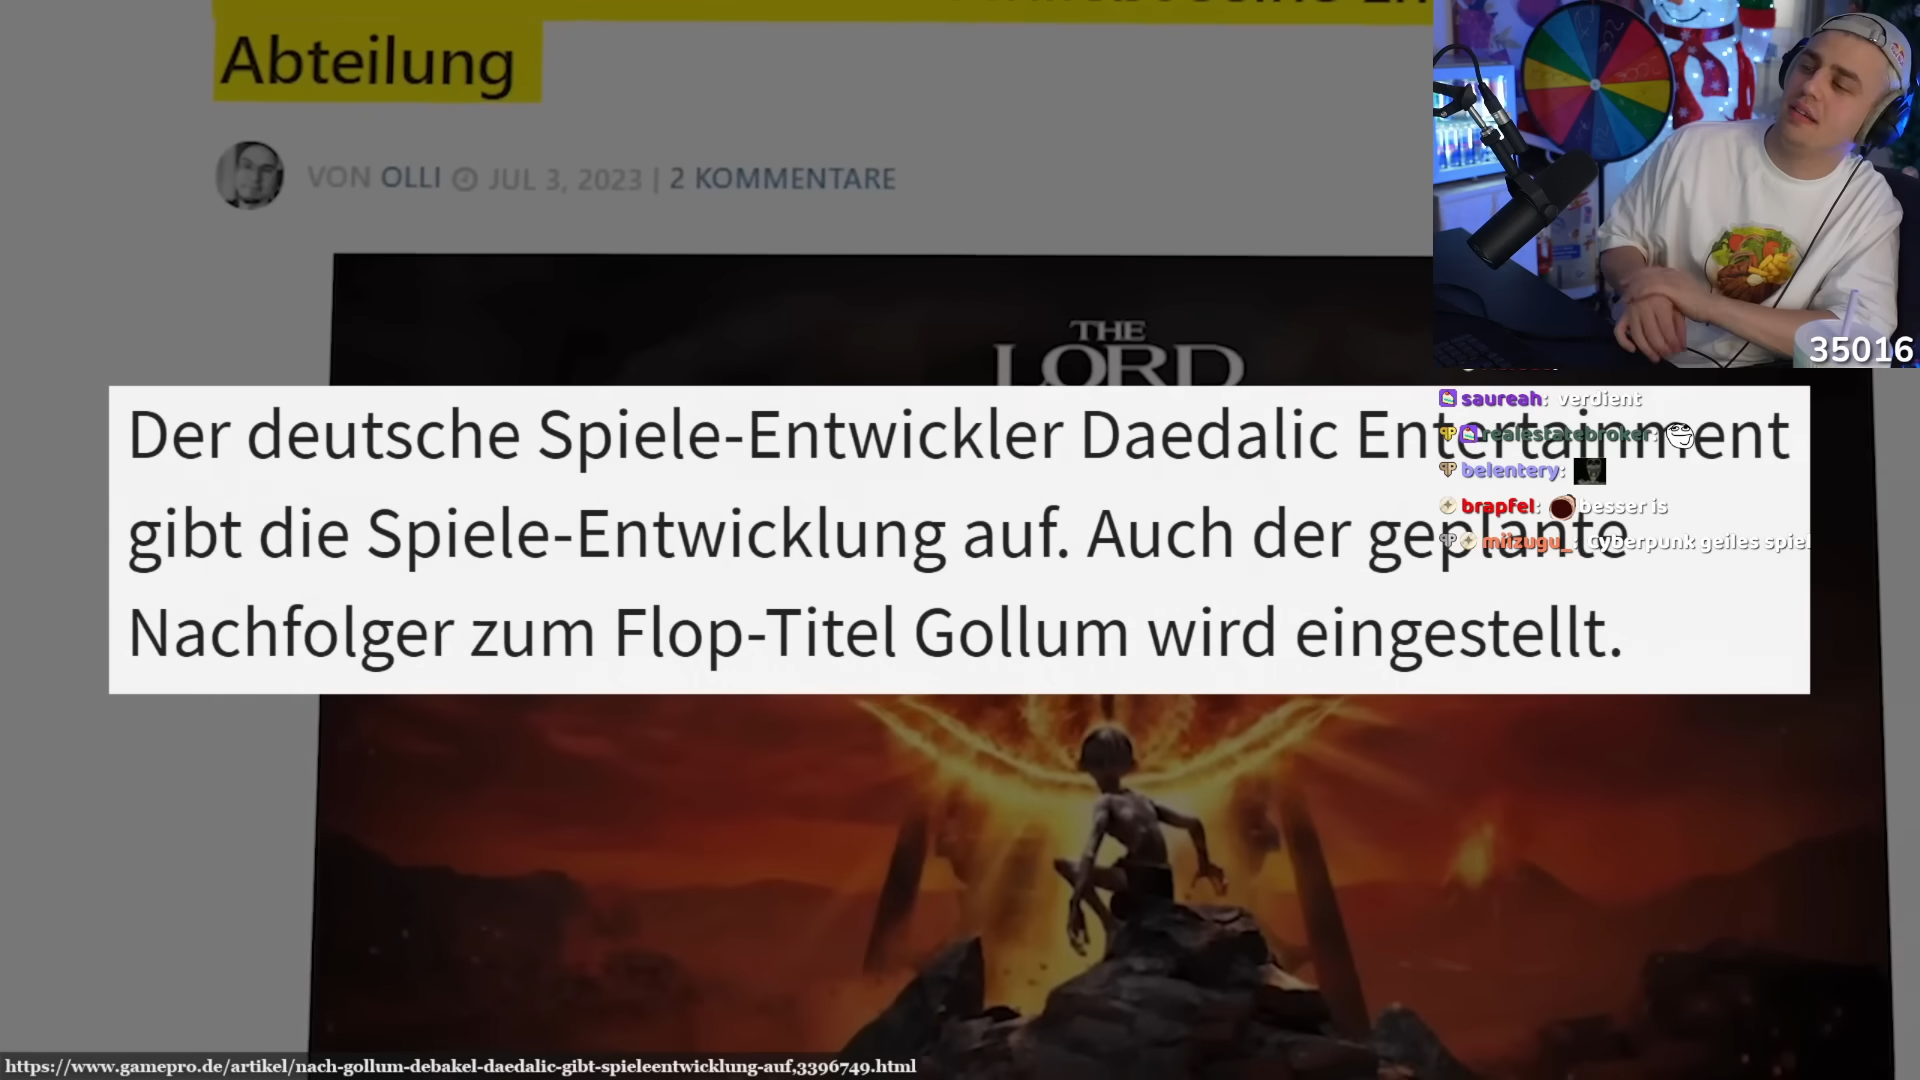 Abteilung
VON OLLI JUL 3, 2023 | 2 KOMMENTARE
THE
LORD
35016
Der deutsche Spiele-Entwickler Daedalic Entertainment
gibt die Spiele-Entwicklung auf. Auch der geplante
Nachfolger zum Flop-Titel Gollum wird eingestellt.
saureah: verdient
realestatebroker:
belentery:
brapfel: besser is
miizugu_: Cyberpunk geiles spiel
https://www.gamepro.de/artikel/nach-gollum-debakel-daedalic-gibt-spieleentwicklung-auf,3396749.html